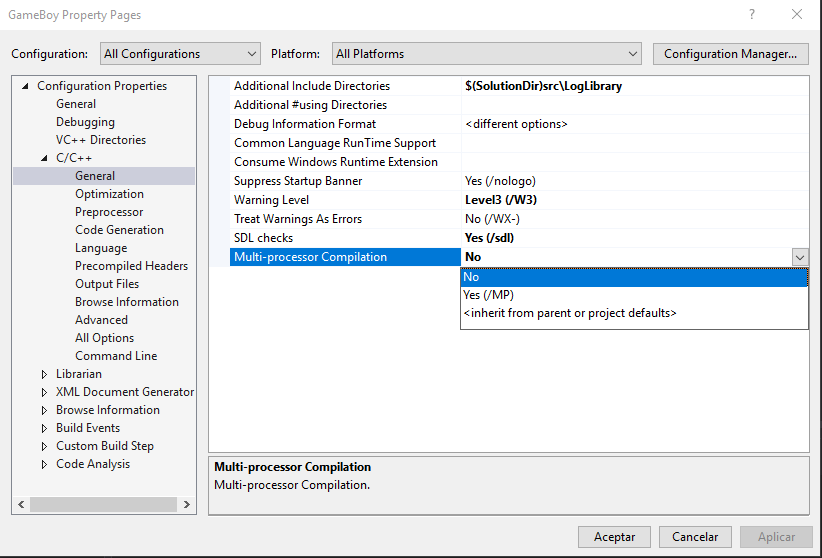 GameBoy Property Pages
Configuration: All Configurations Platform: All Platforms Configuration Manager...
Configuration Properties
General
Debugging
VC++ Directories
C/C++
General
Optimization
Preprocessor
Code Generation
Language
Precompiled Headers
Output Files
Browse Information
Advanced
All Options
Command Line
Librarian
XML Document Generator
Browse Information
Build Events
Custom Build Step
Code Analysis
Additional Include Directories $(SolutionDir)src\LogLibrary
Additional #using Directories
Debug Information Format <different options>
Common Language RunTime Support
Consume Windows Runtime Extension
Suppress Startup Banner Yes (/nologo)
Warning Level Level3 (/W3)
Treat Warnings As Errors No (/WX-)
SDL checks Yes (/sdl)
Multi-processor Compilation No
No
Yes (/MP)
<inherit from parent or project defaults>
Multi-processor Compilation
Multi-processor Compilation.
Aceptar Cancelar Aplicar